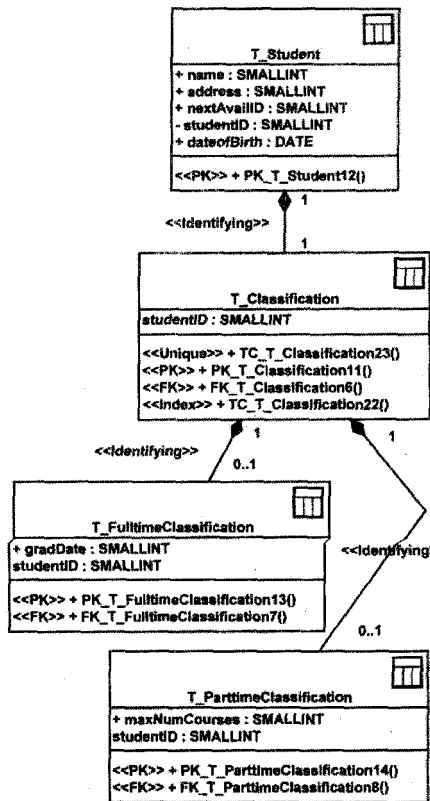 T_Student
+ name : SMALLINT
+ address : SMALLINT
+ nextAvailID : SMALLINT
- studentID : SMALLINT
+ dateofBirth : DATE
<<PK>> + PK_T_Student12()
1
<<Identifying>>
1
T_Classification
studentID : SMALLINT
<<Unique>> + TC_T_Classification23()
<<PK>> + PK_T_Classification11()
<<FK>> + FK_T_Classification6()
<<Index>> + TC_T_Classification22()
1
1
<<Identifying>>
0..1
T_FulltimeClassification
+ gradDate : SMALLINT
studentID : SMALLINT
<<PK>> + PK_T_FulltimeClassification13()
<<FK>> + FK_T_FulltimeClassification7()
<<Identifying
0..1
T_ParttimeClassification
+ maxNumCourses : SMALLINT
studentID : SMALLINT
<<PK>> + PK_T_ParttimeClassification14()
<<FK>> + FK_T_ParttimeClassification8()